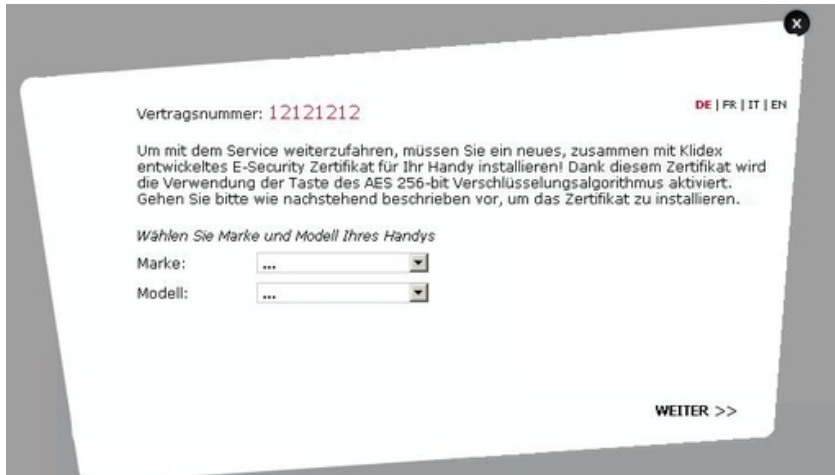 X
DE | FR | IT | EN
Vertragsnummer: 12121212
Um mit dem Service weiterzufahren, müssen Sie ein neues, zusammen mit Klidex
entwickeltes E-Security Zertifikat für Ihr Handy installieren! Dank diesem Zertifikat wird
die Verwendung der Taste des AES 256-bit Verschlüsselungsalgorithmus aktiviert.
Gehen Sie bitte wie nachstehend beschrieben vor, um das Zertifikat zu installieren.
Wählen Sie Marke und Modell Ihres Handys
Marke: ...
Modell: ...
WEITER >>